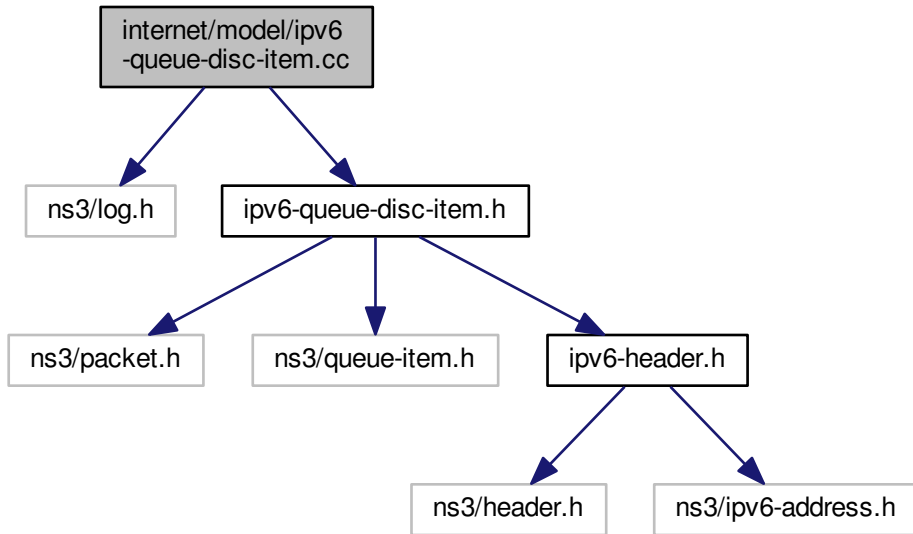 internet/model/ipv6
-queue-disc-item.cc
ns3/log.h
ipv6-queue-disc-item.h
ns3/packet.h
ns3/queue-item.h
ipv6-header.h
ns3/header.h
ns3/ipv6-address.h